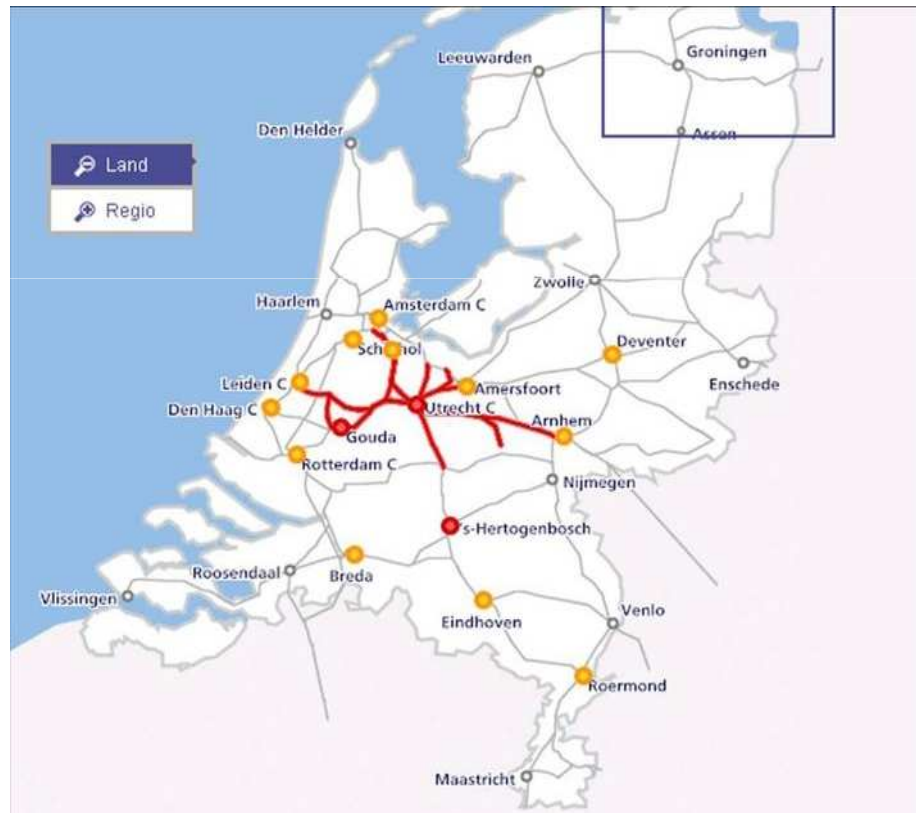 Groningen
Leeuwarden
Den Helder
Assen
Land
Regio
Zwolle
Haarlem
Amsterdam C
Deventer
Leiden C
Amersfoort
Enschede
Den Haag C
Utrecht C
Arnhem
Gouda
Rotterdam C
Nijmegen
's-Hertogenbosch
Roosendaal
Breda
Vlissingen
Venlo
Eindhoven
Roermond
Maastricht